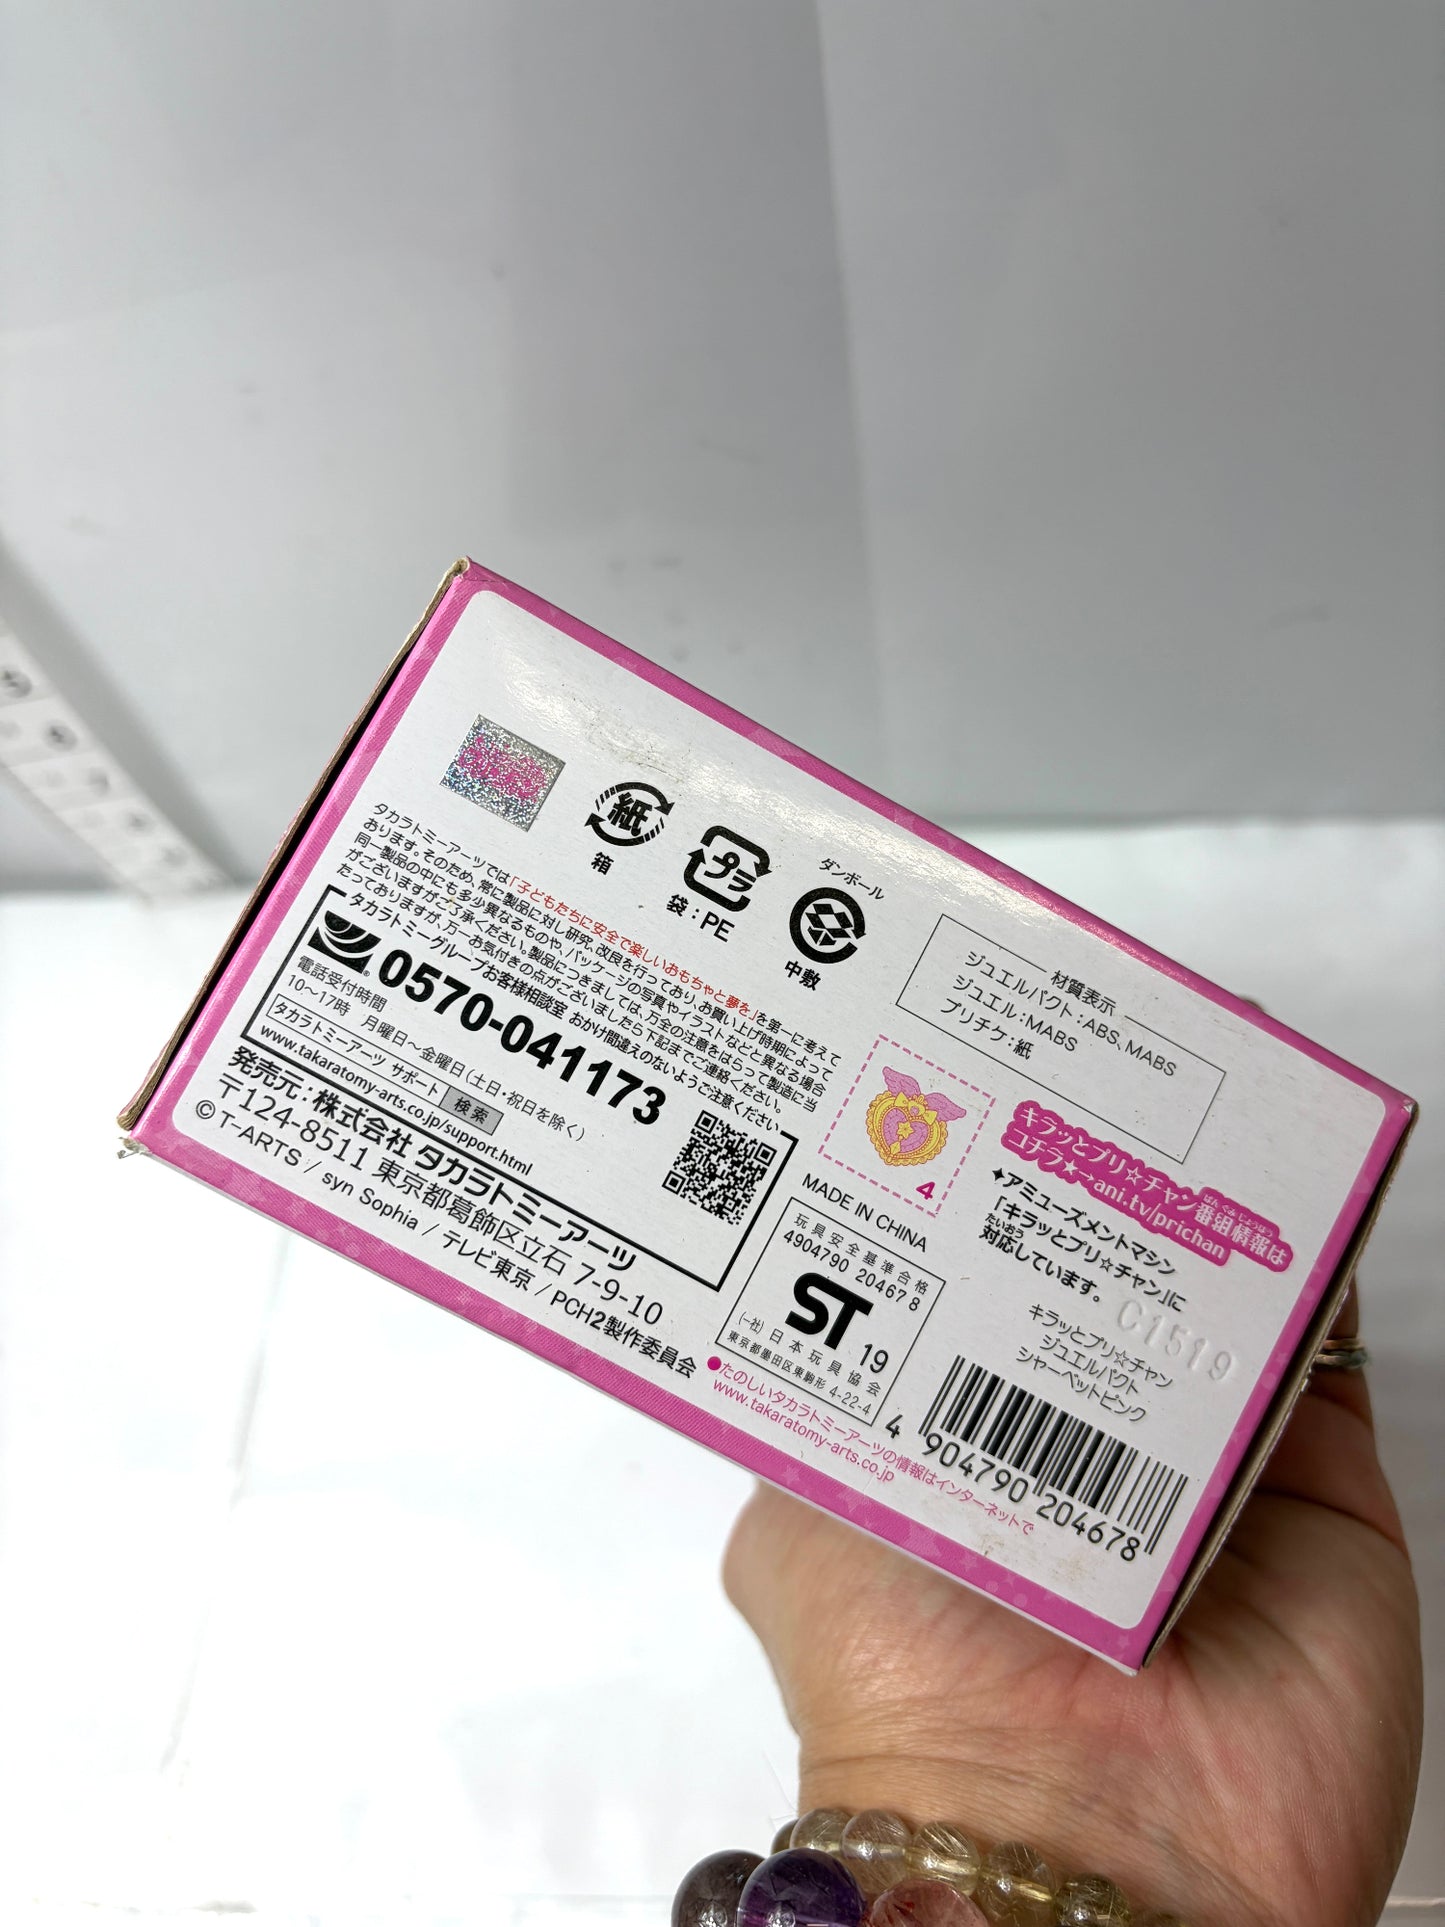 紙
箱
プラ
袋：PE
ダンボール
中敷
タカラトミーアーツでは「子どもたちに安全で楽しいおもちゃと夢を」を第一に考えて
おります。そのため、常に製品に対し研究、改良を行っており、お買い上げ時期によって
同一製品の中にも多少異なるものや、パッケージの写真やイラストなどと異なる場合
がございますがご了承ください。製品につきましては、万全の注意をはらって製造に当
たっておりますが、万一お気付きの点がございましたら下記までご連絡ください。
タカラトミーグループお客様相談室 おかけ間違えのないようご注意ください
0570-041173
電話受付時間
10〜17時 月曜日〜金曜日（土日・祝日を除く）
タカラトミーアーツ サポート 検索
www.takaratomy-arts.co.jp/support.html
発売元：株式会社 タカラトミーアーツ
〒124-8511 東京都葛飾区立石 7-9-10
© T-ARTS / syn Sophia / テレビ東京 / PCH2製作委員会
材質表示
ジュエルパクト：ABS、MABS
ジュエル：MABS
プリチケ：紙
4
MADE IN CHINA
玩具安全基準合格
4904790 204678
ST 19
(一社) 日本玩具協会
東京都墨田区東駒形 4-22-4
キラッとプリ☆チャン番組情報は
ばんぐみじょうほう
コチラ★→ani.tv/prichan
✦アミューズメントマシン
「キラッとプリ☆チャン」に
たいおう
対応しています。
C1519
キラッとプリ☆チャン
ジュエルパクト
シャーベットピンク
4 904790 204678
●たのしいタカラトミーアーツの情報はインターネットで
www.takaratomy-arts.co.jp